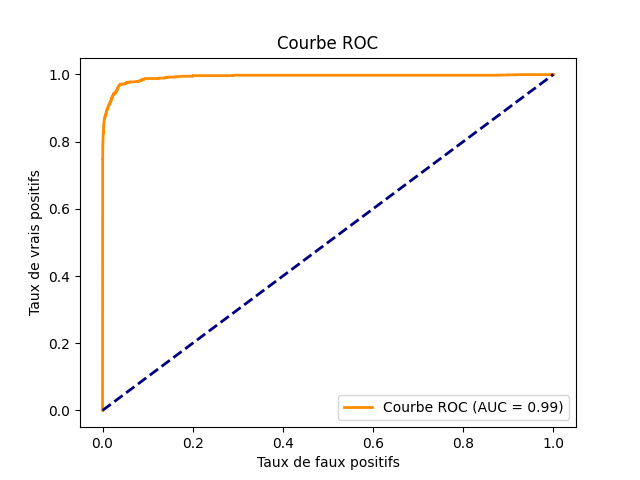 Courbe ROC
1.0
0.8
0.6
0.4
0.2
0.0
Taux de vrais positifs
0.0 0.2 0.4 0.6 0.8 1.0
Taux de faux positifs
Courbe ROC (AUC = 0.99)